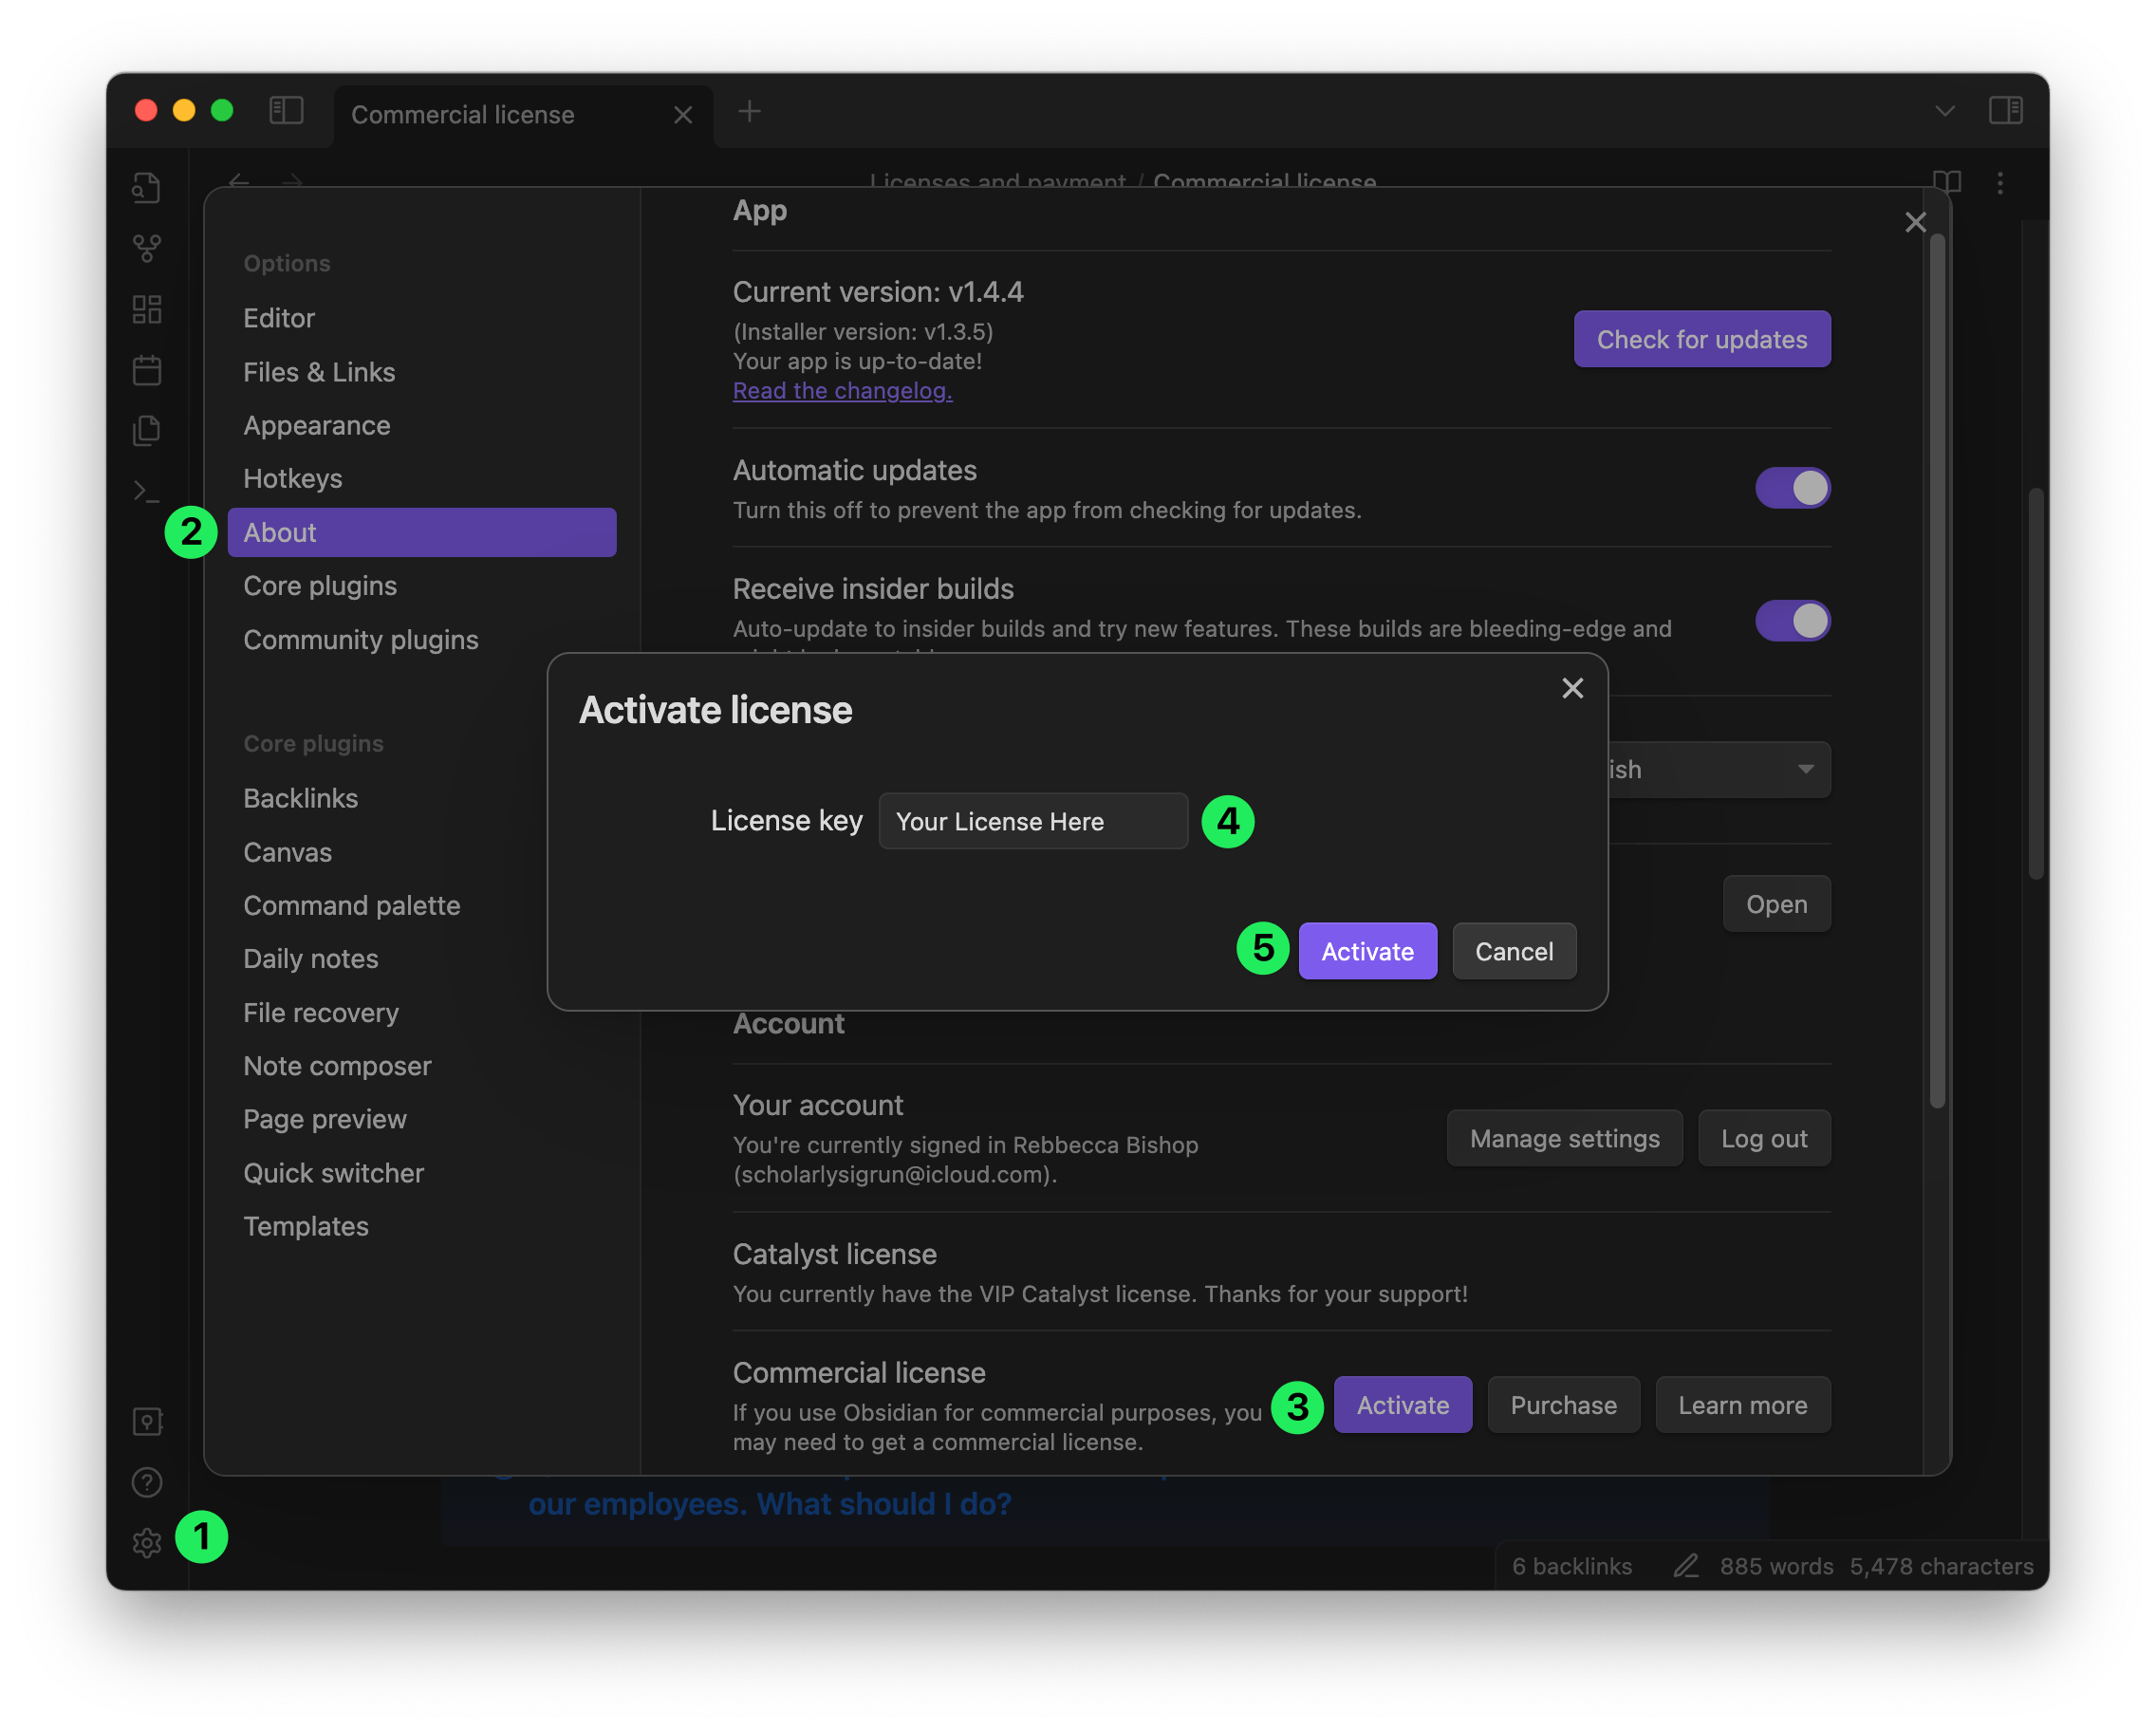 Commercial license
Licenses and payment / Commercial license
Options
Editor
Files & Links
Appearance
Hotkeys
2
About
Core plugins
Community plugins
Core plugins
Backlinks
Canvas
Command palette
Daily notes
File recovery
Note composer
Page preview
Quick switcher
Templates
App
Current version: v1.4.4
(Installer version: v1.3.5)
Your app is up-to-date!
Read the changelog.
Check for updates
Automatic updates
Turn this off to prevent the app from checking for updates.
Receive insider builds
Auto-update to insider builds and try new features. These builds are bleeding-edge and
ish
Open
Activate license
License key
Your License Here
4
5
Activate
Cancel
Account
Your account
You're currently signed in Rebbecca Bishop
(scholarlysigrun@icloud.com).
Manage settings
Log out
Catalyst license
You currently have the VIP Catalyst license. Thanks for your support!
Commercial license
If you use Obsidian for commercial purposes, you
may need to get a commercial license.
3
Activate
Purchase
Learn more
our employees. What should I do?
1
6 backlinks
885 words
5,478 characters